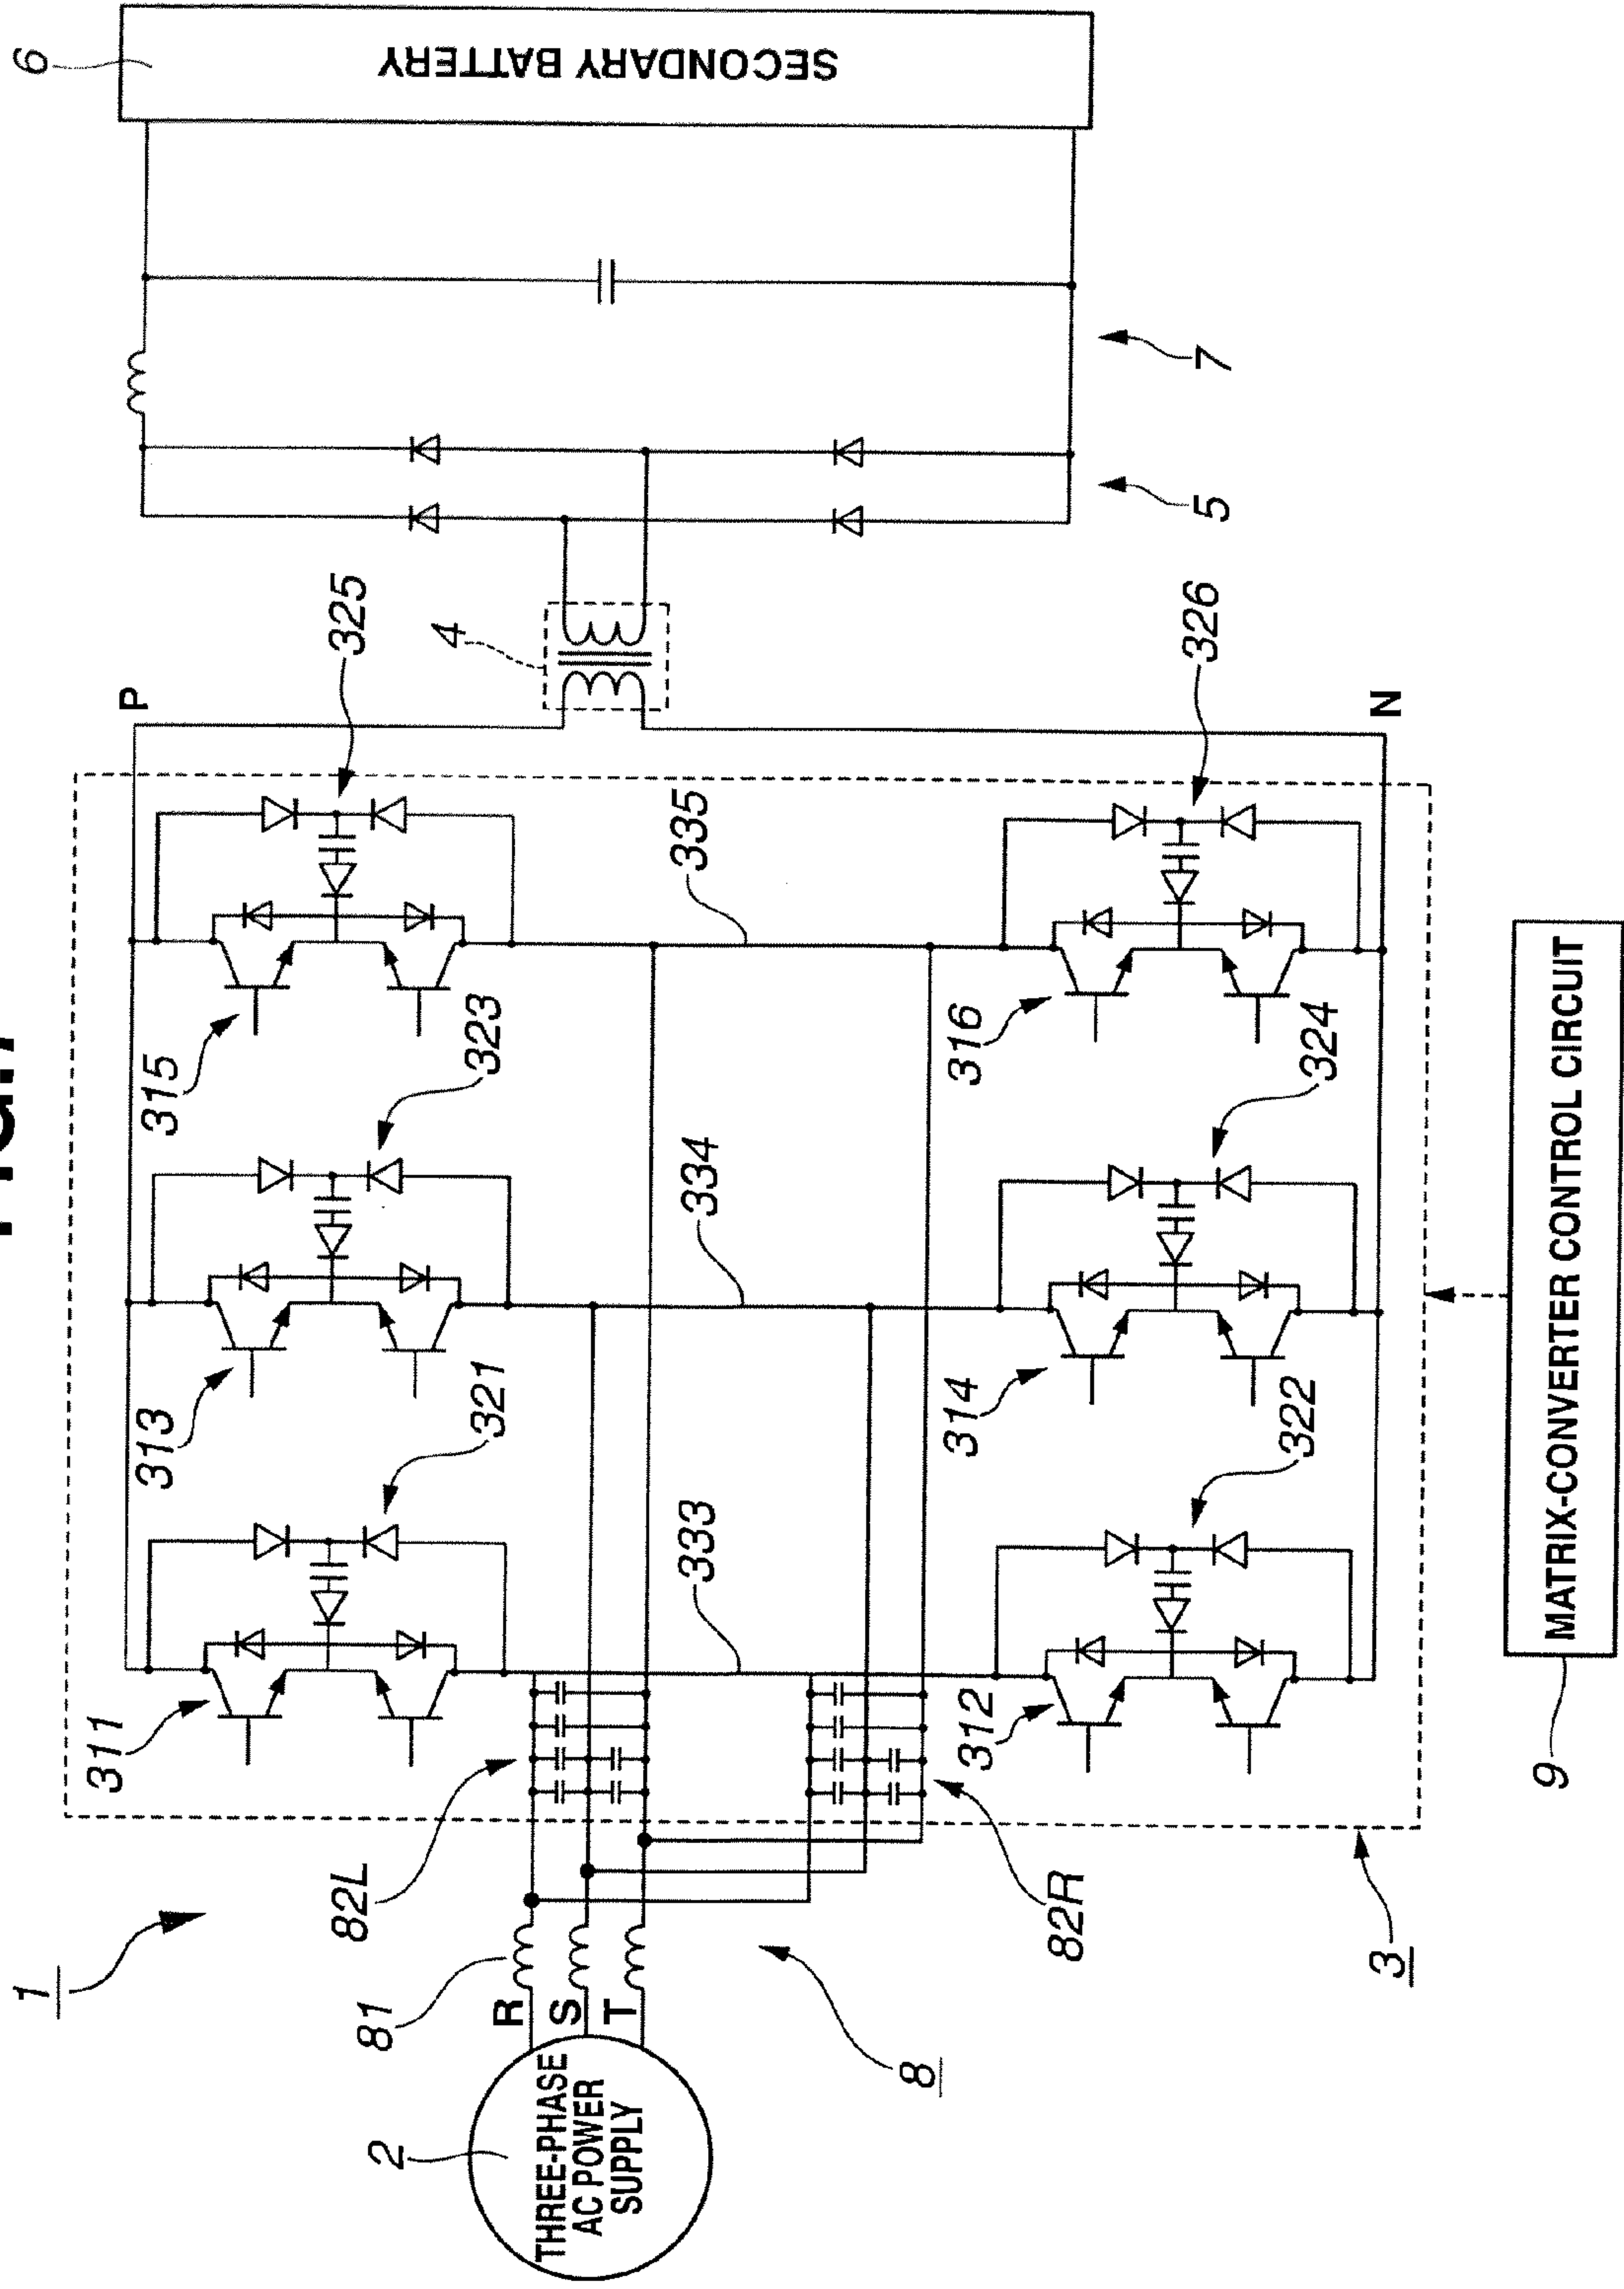 6
SECONDARY BATTERY
7
5
4
325
326
P
N
335
315
323
316
324
334
313
321
314
322
333
311
312
MATRIX-CONVERTER CONTROL CIRCUIT
9
82L
82R
1
81
R
S
T
3
8
2
THREE-PHASE
AC POWER
SUPPLY